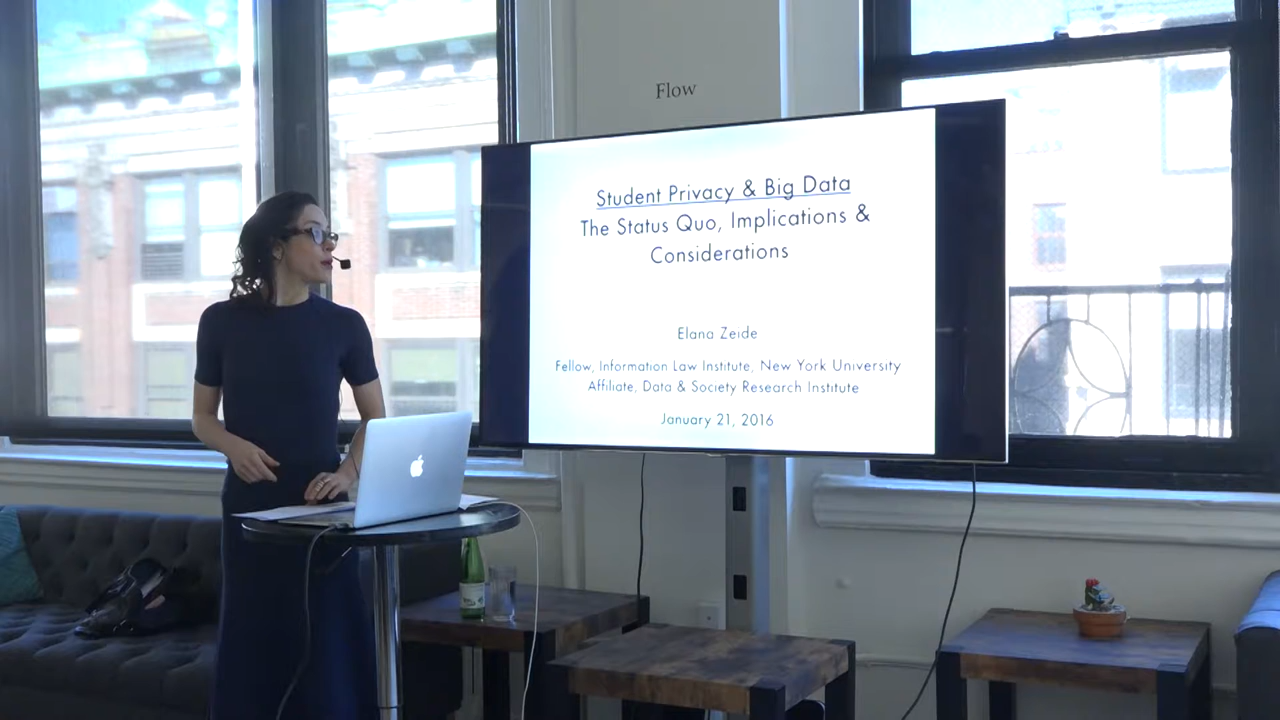 Flow
Student Privacy & Big Data
The Status Quo, Implications &
Considerations
Elana Zeide
Fellow, Information Law Institute, New York University
Affiliate, Data & Society Research Institute
January 21, 2016